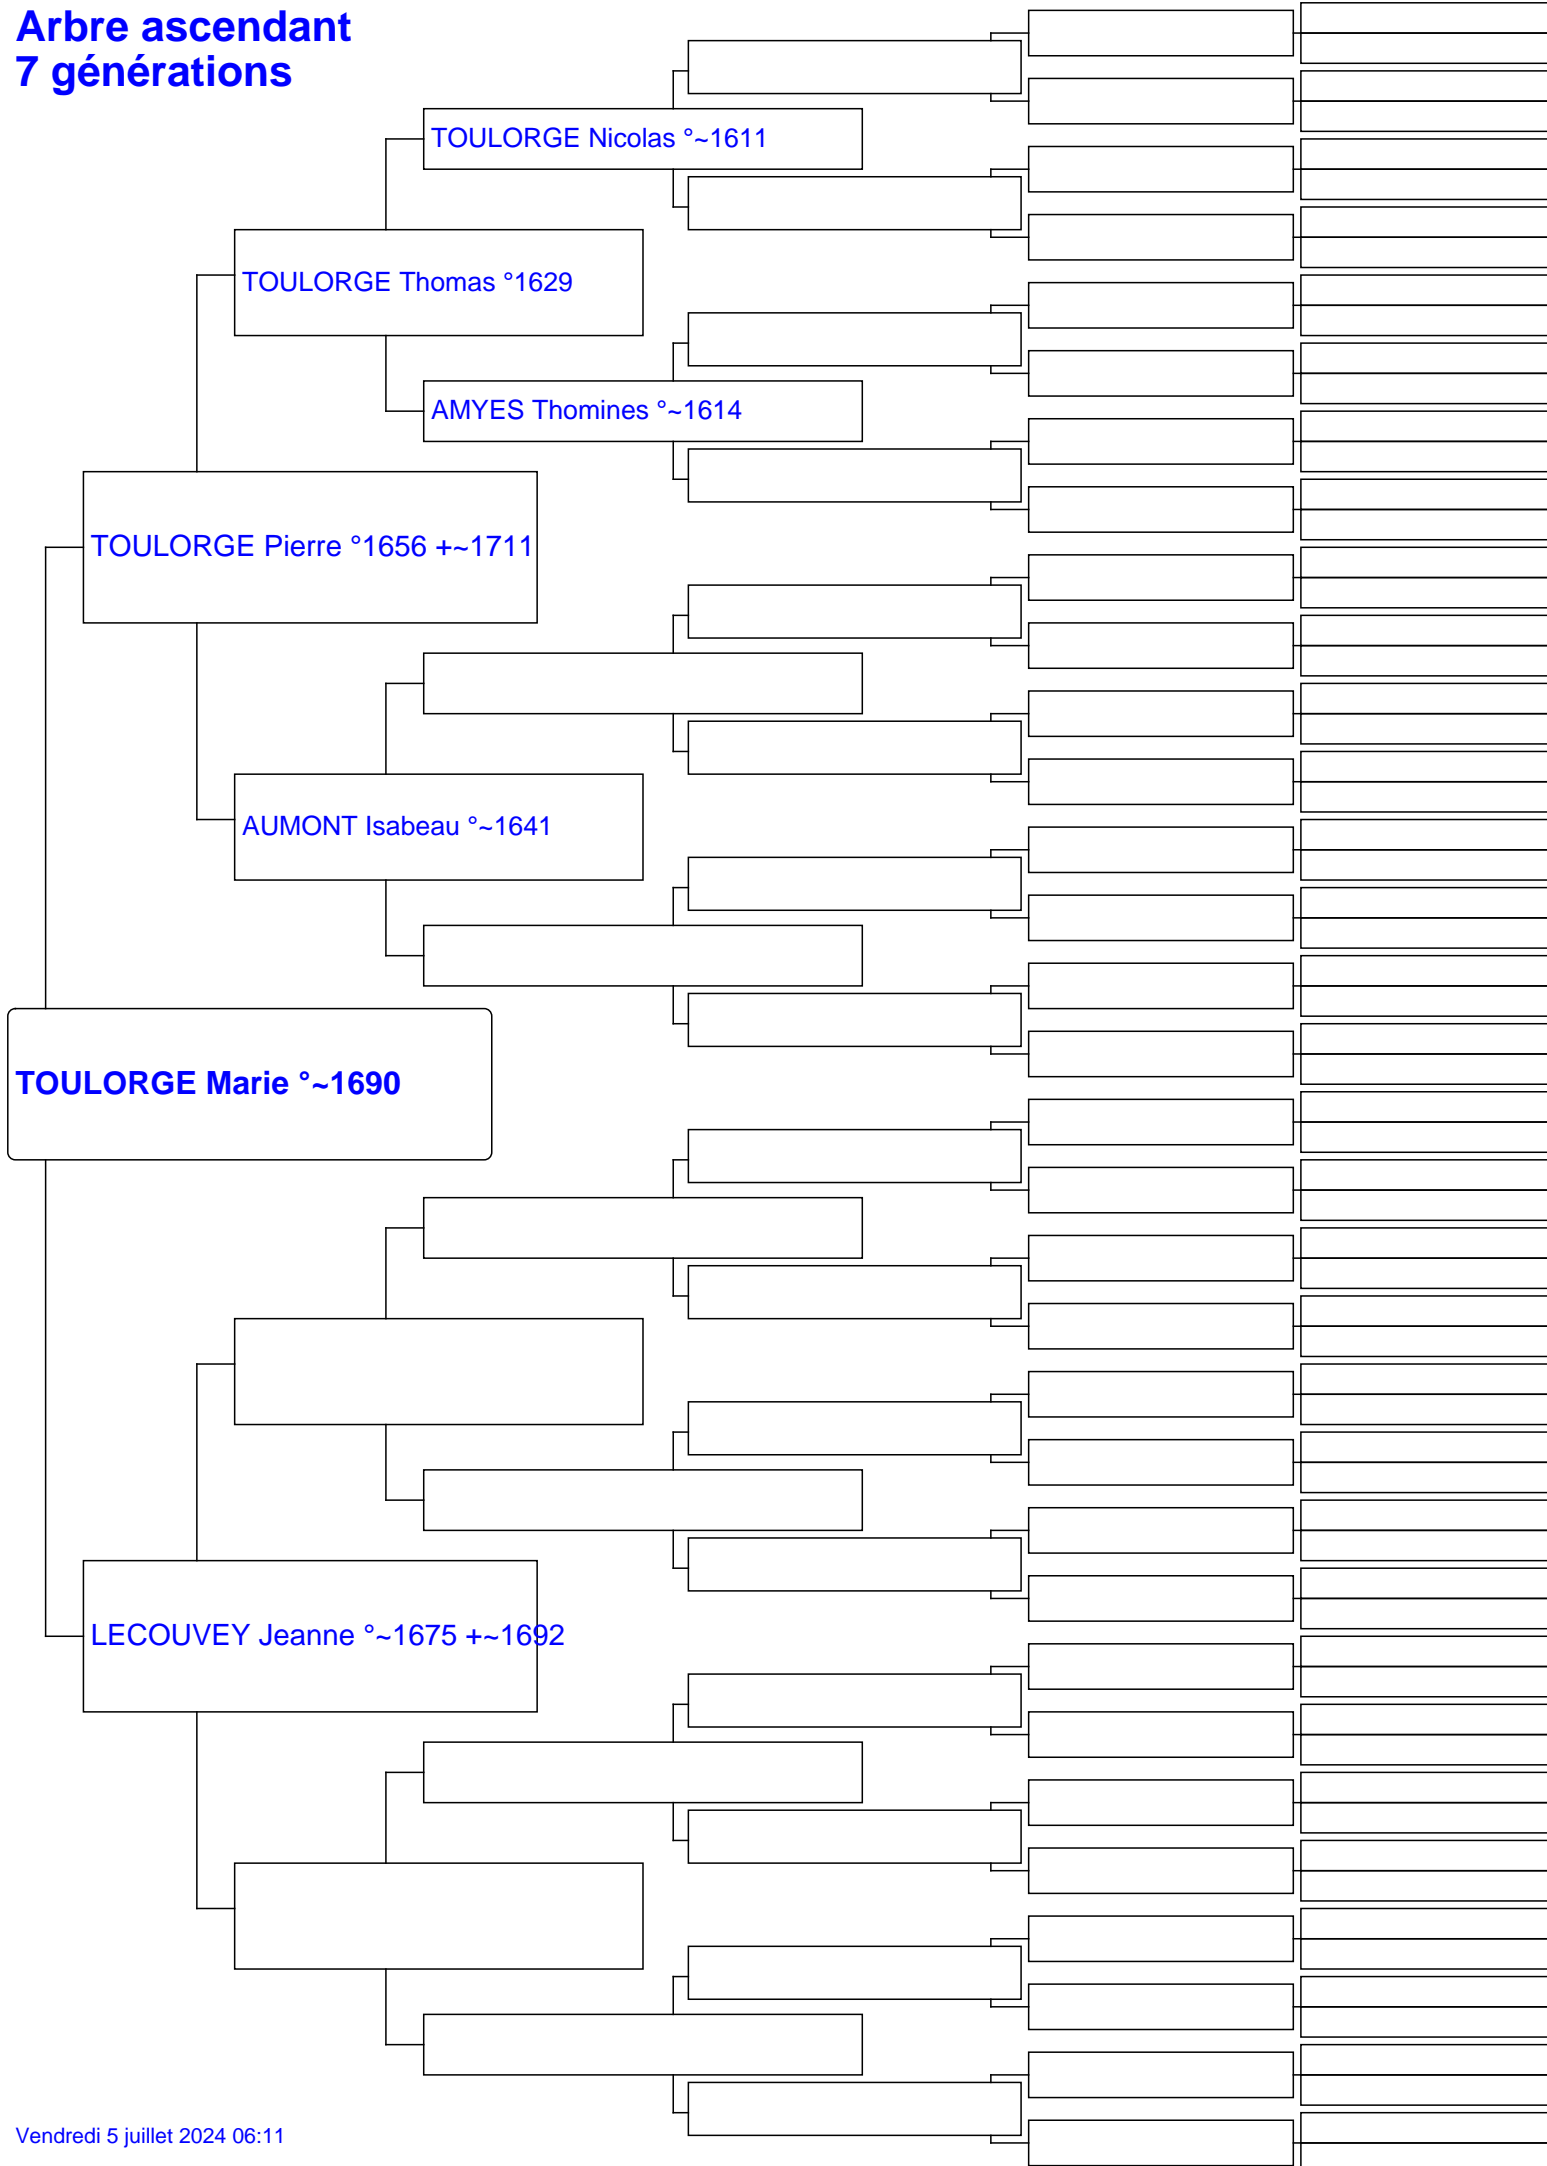 Arbre ascendant
7 générations
TOULORGE Nicolas °~1611
TOULORGE Thomas °1629
AMYES Thomines °~1614
TOULORGE Pierre °1656 +~1711
AUMONT Isabeau °~1641
TOULORGE Marie °~1690
LECOUVEY Jeanne °~1675 +~1692
Vendredi 5 juillet 2024 06:11